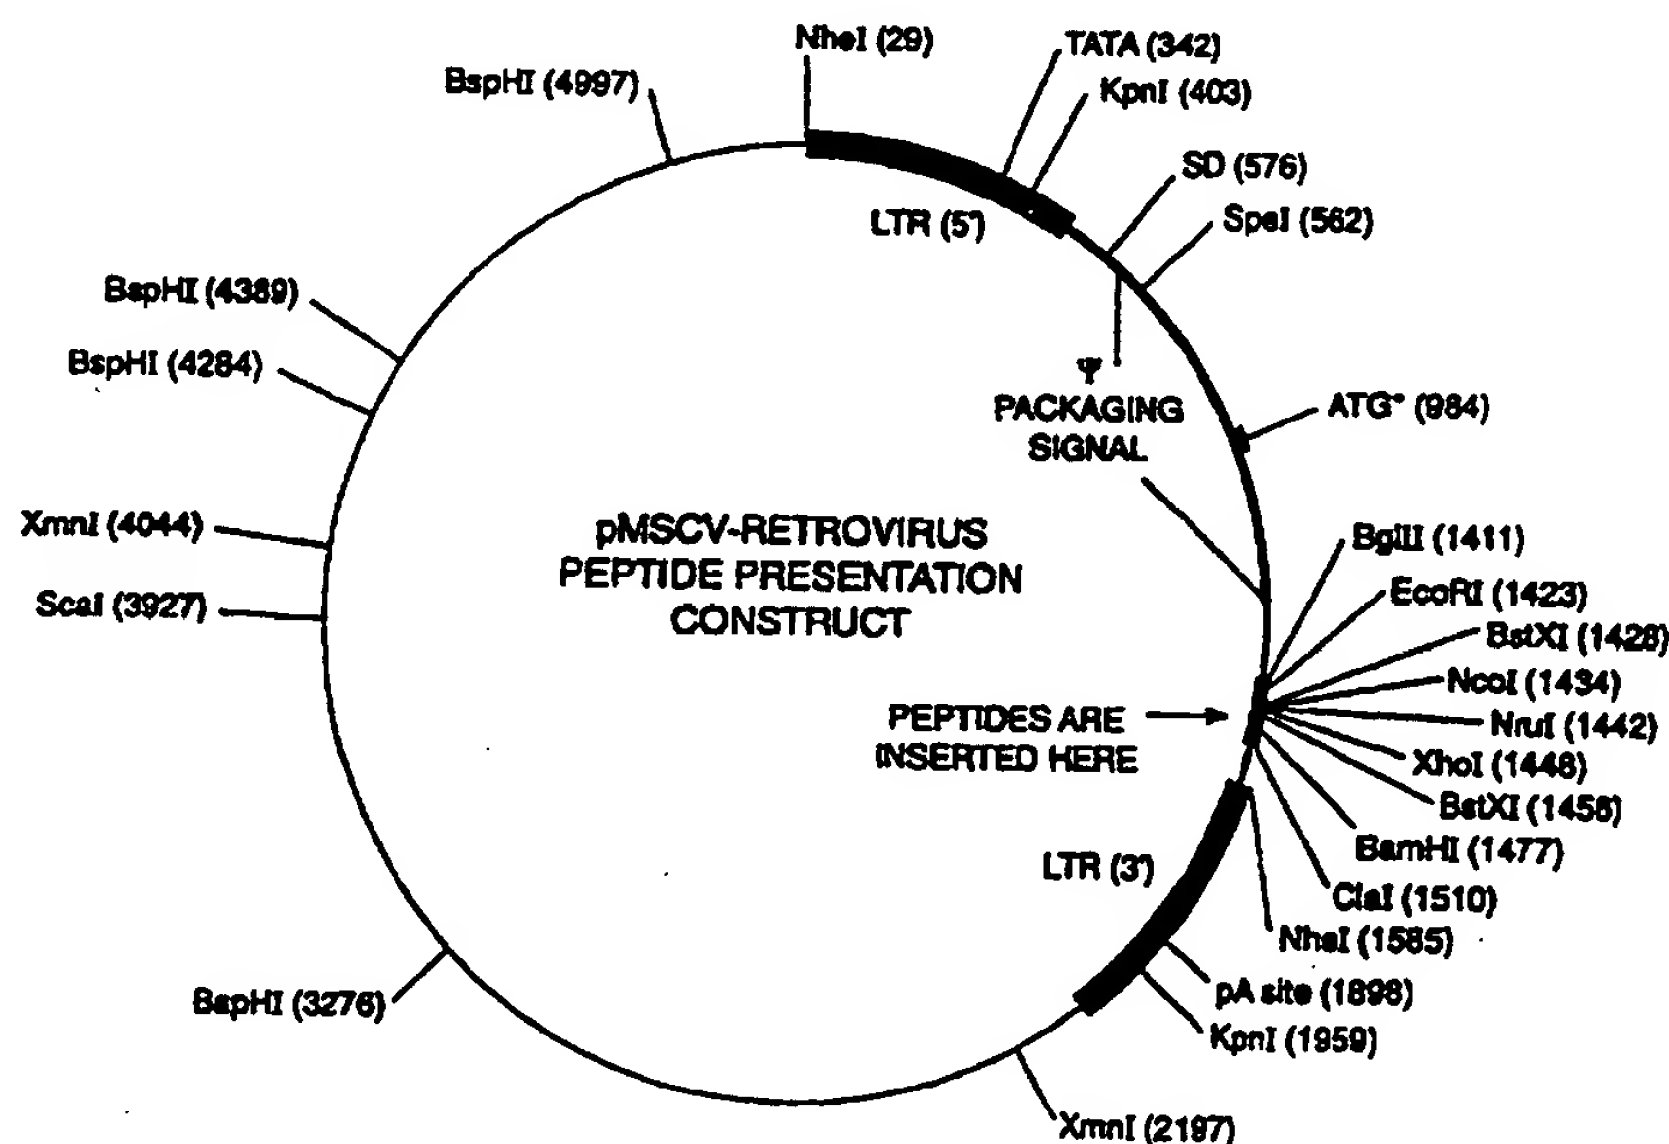 NheI (29)
TATA (342)
BspHI (4997)
KpnI (403)
SD (576)
SpeI (562)
LTR (5')
BspHI (4389)
BspHI (4284)
Ψ
PACKAGING
SIGNAL
ATG° (984)
XmnI (4044)
pMSCV-RETROVIRUS
PEPTIDE PRESENTATION
CONSTRUCT
BglII (1411)
ScaI (3927)
EcoRI (1423)
BstXI (1428)
NcoI (1434)
PEPTIDES ARE
INSERTED HERE
NruI (1442)
XhoI (1448)
BstXI (1456)
BamHI (1477)
LTR (3')
ClaI (1510)
NheI (1585)
BspHI (3276)
pA site (1898)
KpnI (1959)
XmnI (2197)